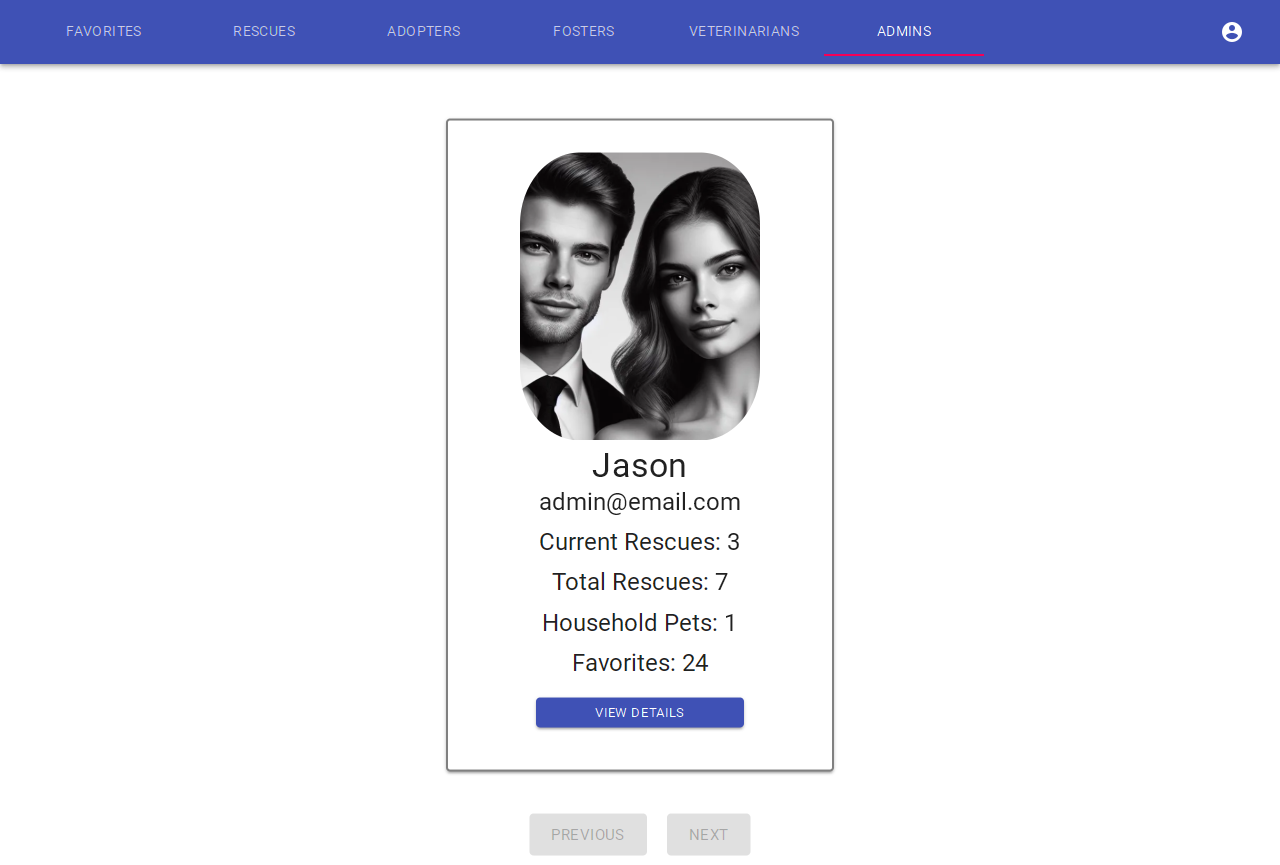 FAVORITES RESCUES ADOPTERS FOSTERS VETERINARIANS ADMINS
Jason
admin@email.com
Current Rescues: 3
Total Rescues: 7
Household Pets: 1
Favorites: 24
VIEW DETAILS
PREVIOUS NEXT